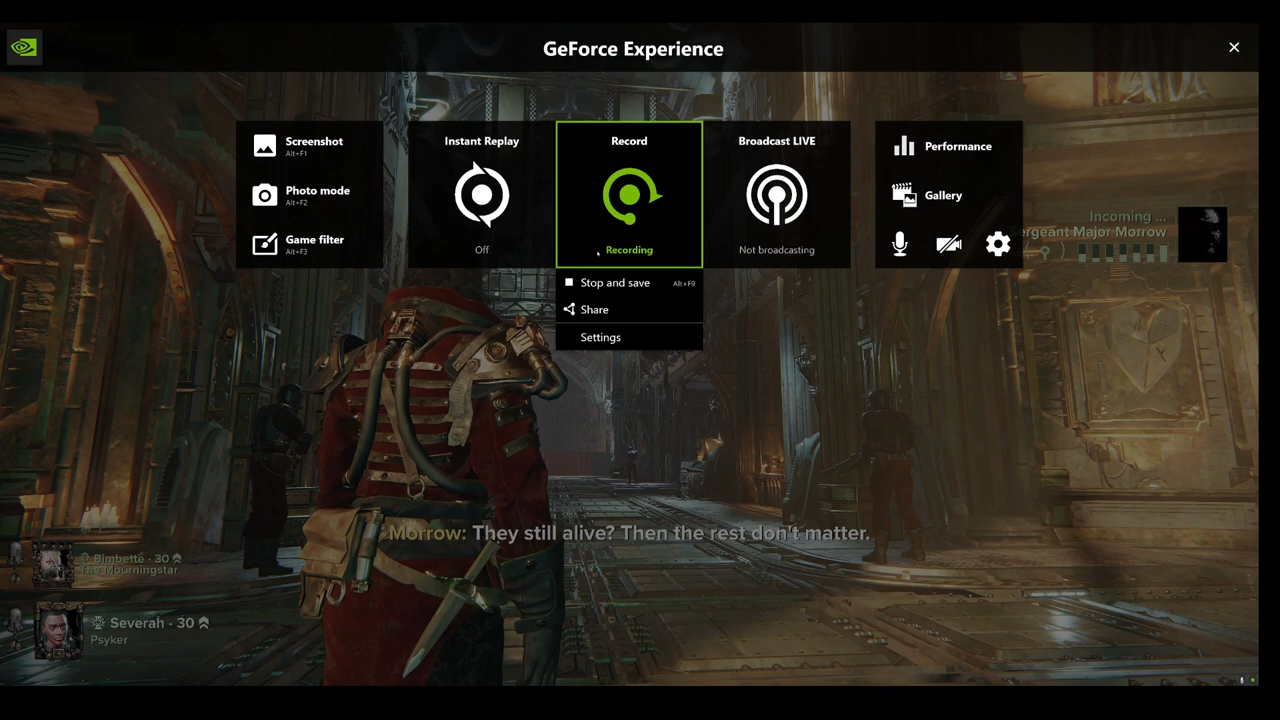 GeForce Experience
Screenshot
Alt+F1
Photo mode
Alt+F2
Game filter
Alt+F3
Instant Replay
Off
Record
Recording
Stop and save Alt+F9
Share
Settings
Broadcast LIVE
Not broadcasting
Performance
Gallery
Incoming ...
Sergeant Major Morrow
Morrow: They still alive? Then the rest don't matter.
Bimbette - 30
The Mourningstar
Severah - 30
Psyker